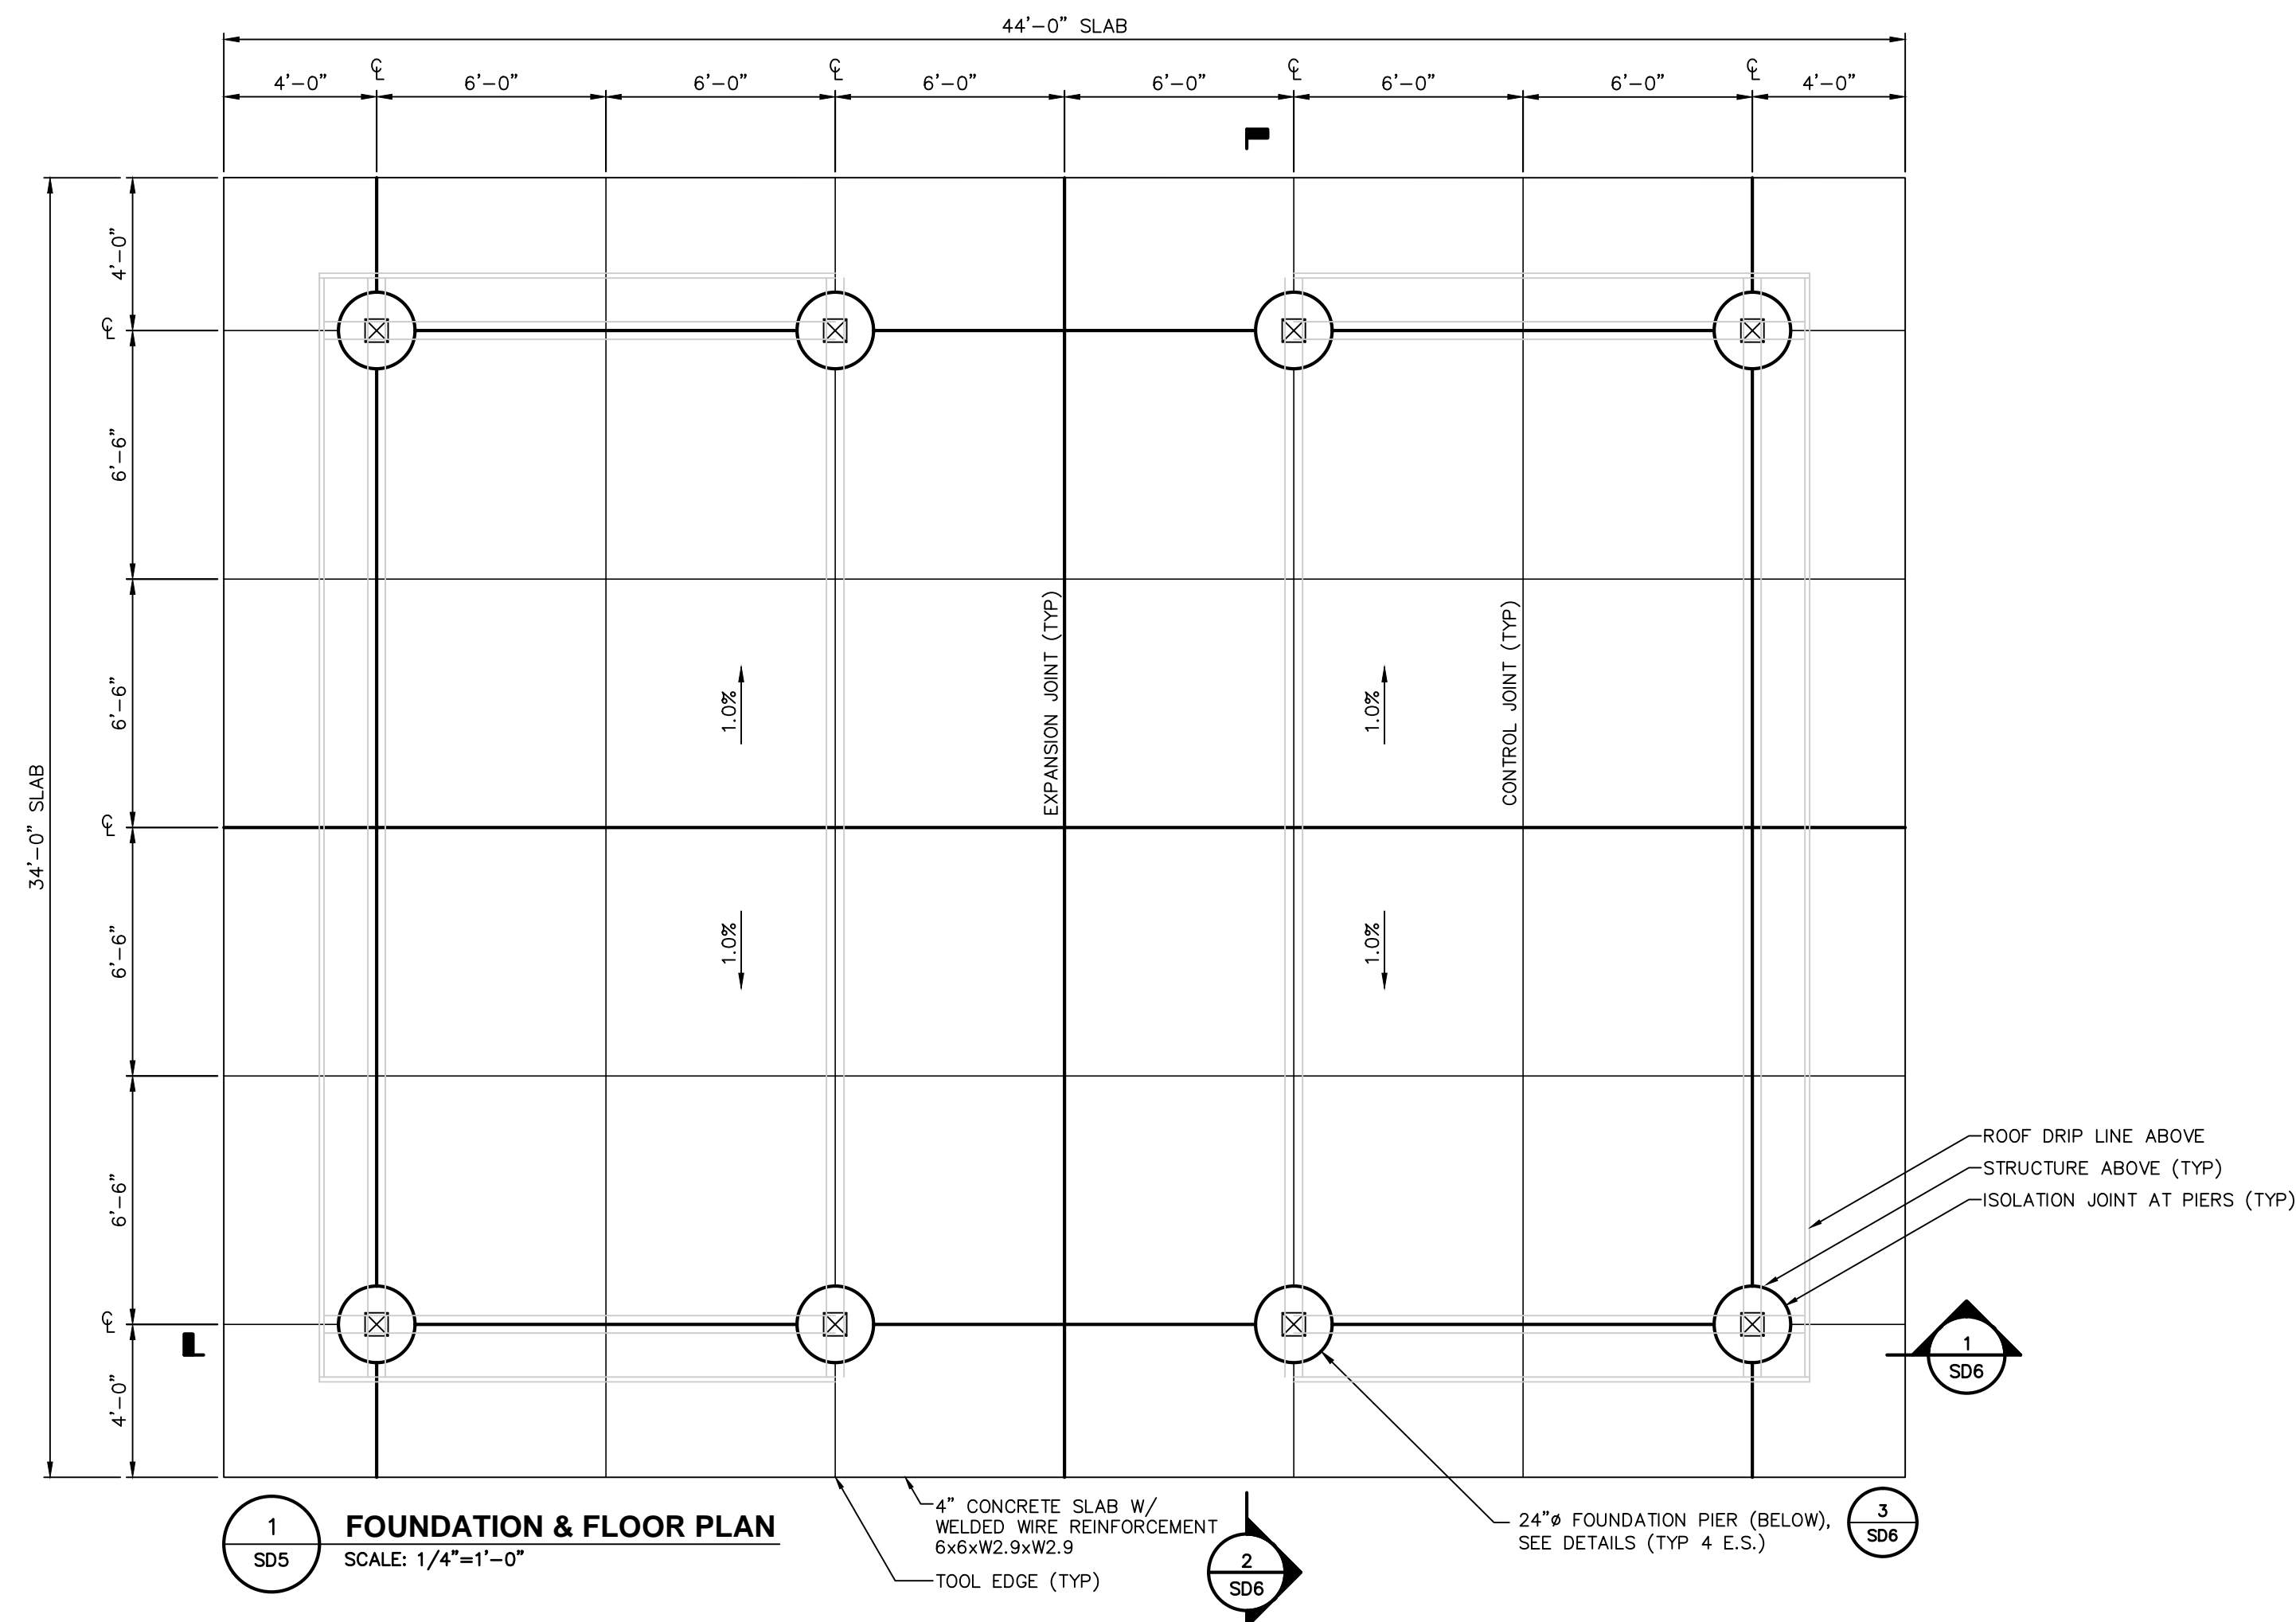 44'-0" SLAB
4'-0"
℄
6'-0"
6'-0"
℄
6'-0"
6'-0"
℄
6'-0"
6'-0"
℄
4'-0"
34'-0" SLAB
4'-0"
℄
6'-6"
6'-6"
℄
6'-6"
6'-6"
℄
4'-0"
EXPANSION JOINT (TYP)
CONTROL JOINT (TYP)
1.0%
1.0%
1.0%
1.0%
ROOF DRIP LINE ABOVE
STRUCTURE ABOVE (TYP)
ISOLATION JOINT AT PIERS (TYP)
1
SD6
4" CONCRETE SLAB W/
WELDED WIRE REINFORCEMENT
6x6xW2.9xW2.9
TOOL EDGE (TYP)
2
SD6
24"ø FOUNDATION PIER (BELOW),
SEE DETAILS (TYP 4 E.S.)
3
SD6
1
SD5
FOUNDATION & FLOOR PLAN
SCALE: 1/4"=1'-0"